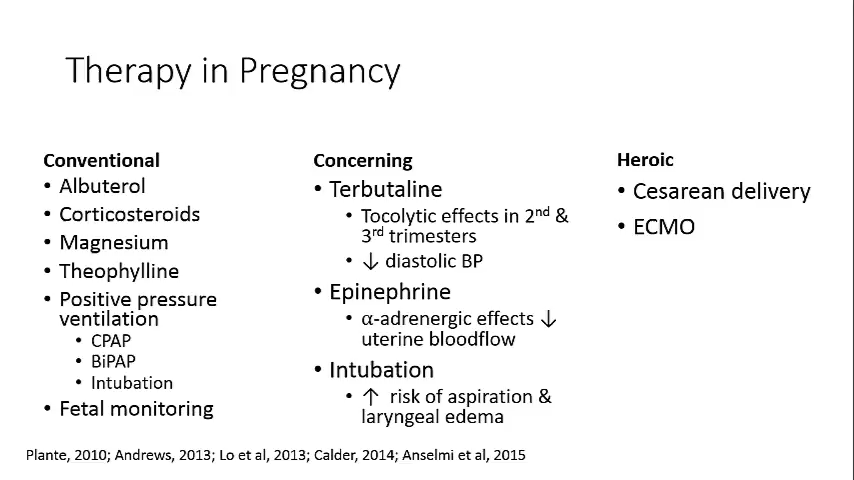 Therapy in Pregnancy
Conventional
• Albuterol
• Corticosteroids
• Magnesium
• Theophylline
• Positive pressure
ventilation
• CPAP
• BiPAP
• Intubation
• Fetal monitoring
Concerning
• Terbutaline
• Tocolytic effects in 2nd &
3rd trimesters
• ↓ diastolic BP
• Epinephrine
• α-adrenergic effects ↓
uterine bloodflow
• Intubation
• ↑ risk of aspiration &
laryngeal edema
Heroic
• Cesarean delivery
• ECMO
Plante, 2010; Andrews, 2013; Lo et al, 2013; Calder, 2014; Anselmi et al, 2015